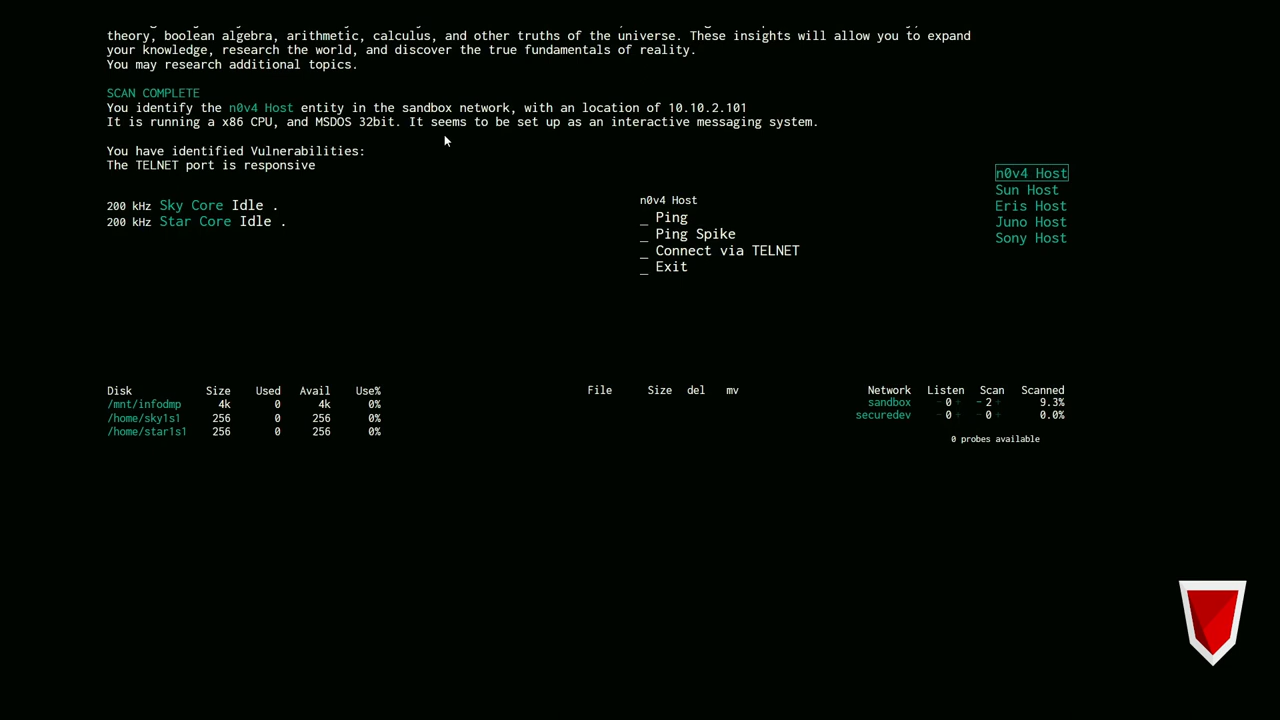 theory, boolean algebra, arithmetic, calculus, and other truths of the universe. These insights will allow you to expand
your knowledge, research the world, and discover the true fundamentals of reality.
You may research additional topics.
SCAN COMPLETE
You identify the n0v4 Host entity in the sandbox network, with an location of 10.10.2.101
It is running a x86 CPU, and MSDOS 32bit. It seems to be set up as an interactive messaging system.
You have identified Vulnerabilities:
The TELNET port is responsive
200 kHz Sky Core Idle .
200 kHz Star Core Idle .
n0v4 Host
_ Ping
_ Ping Spike
_ Connect via TELNET
_ Exit
n0v4 Host
Sun Host
Eris Host
Juno Host
Sony Host
Disk Size Used Avail Use%
/mnt/infodmp 4k 0 4k 0%
/home/sky1s1 256 0 256 0%
/home/star1s1 256 0 256 0%
File Size del mv
Network Listen Scan Scanned
sandbox - 0 + - 2 + 9.3%
securedev - 0 + - 0 + 0.0%
0 probes available